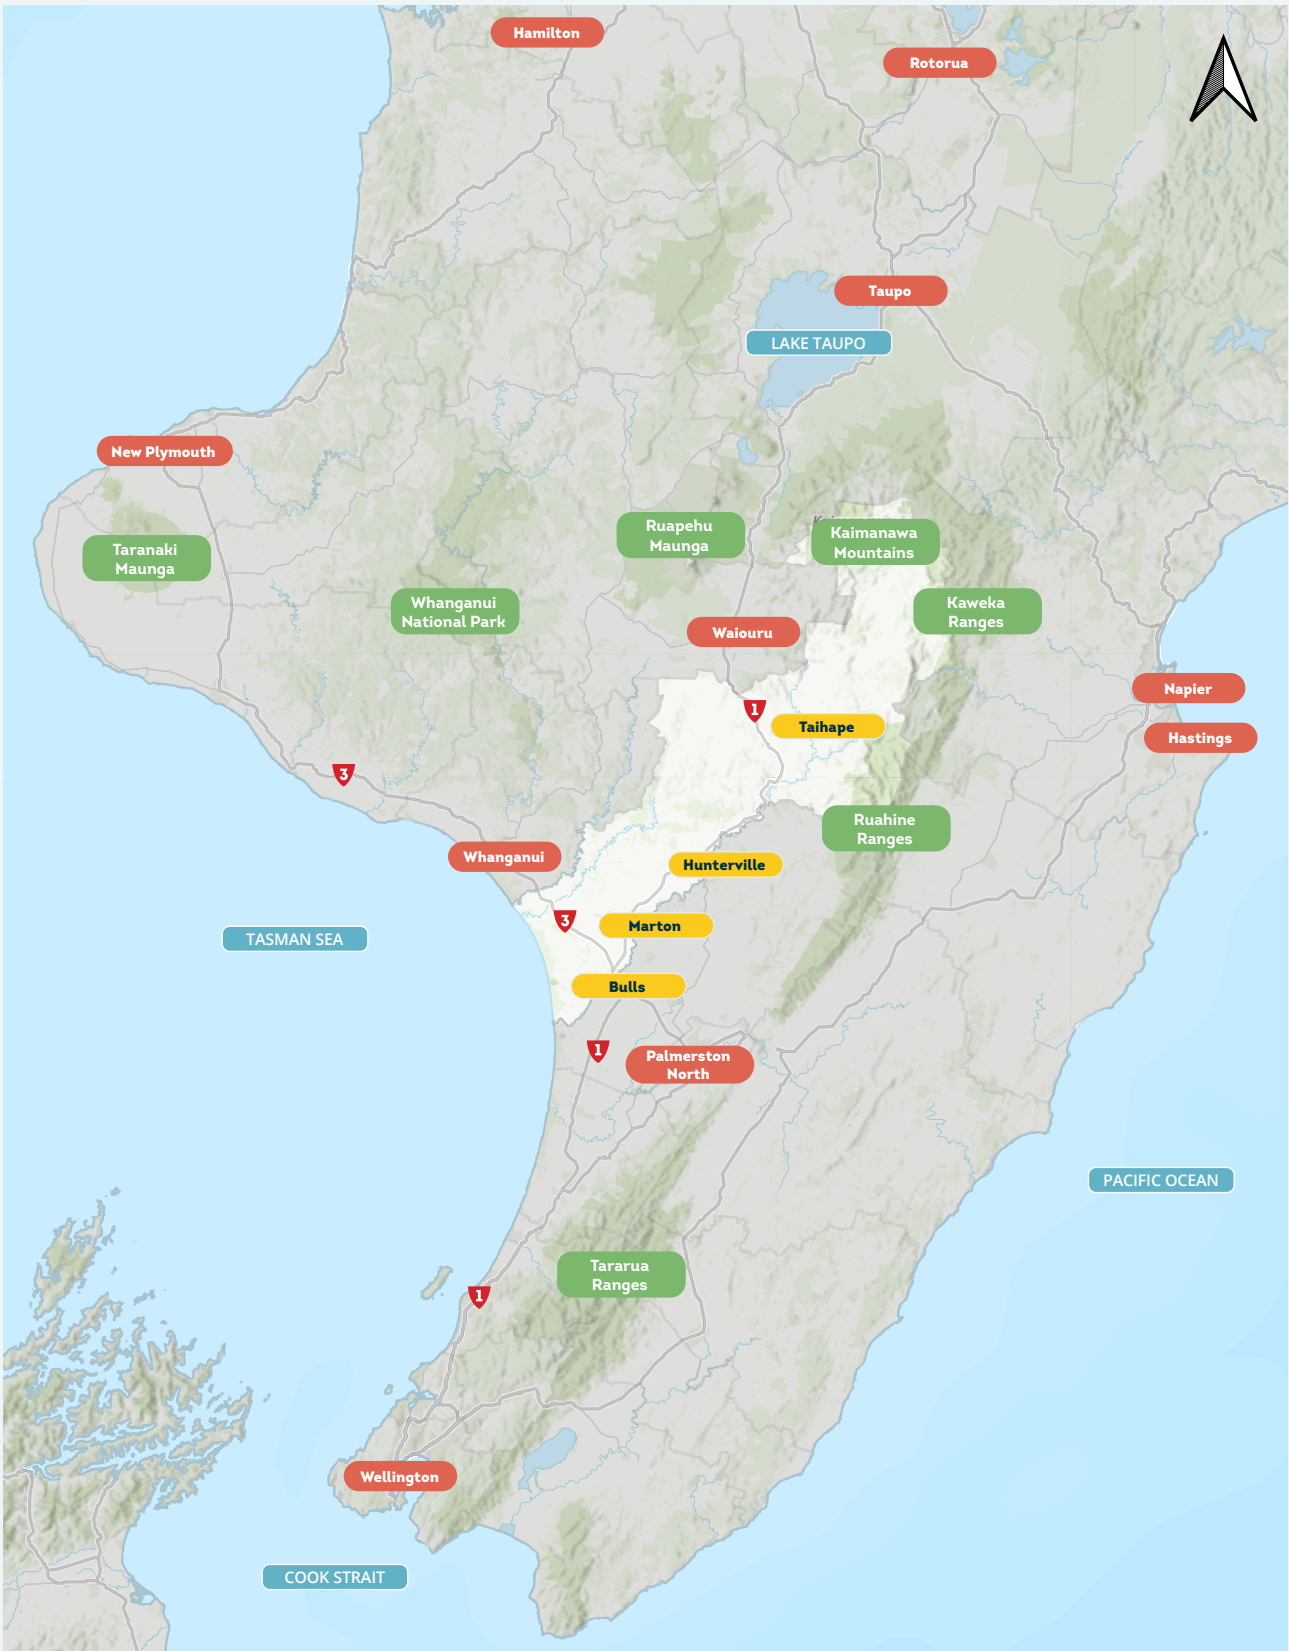 Hamilton
Rotorua
Taupo
LAKE TAUPO
New Plymouth
Ruapehu
Maunga
Kaimanawa
Mountains
Taranaki
Maunga
Whanganui
National Park
Kaweka
Ranges
Waiouru
Napier
1
Taihape
Hastings
3
Ruahine
Ranges
Whanganui
Hunterville
3
Marton
TASMAN SEA
Bulls
1
Palmerston
North
PACIFIC OCEAN
Tararua
Ranges
1
Wellington
COOK STRAIT